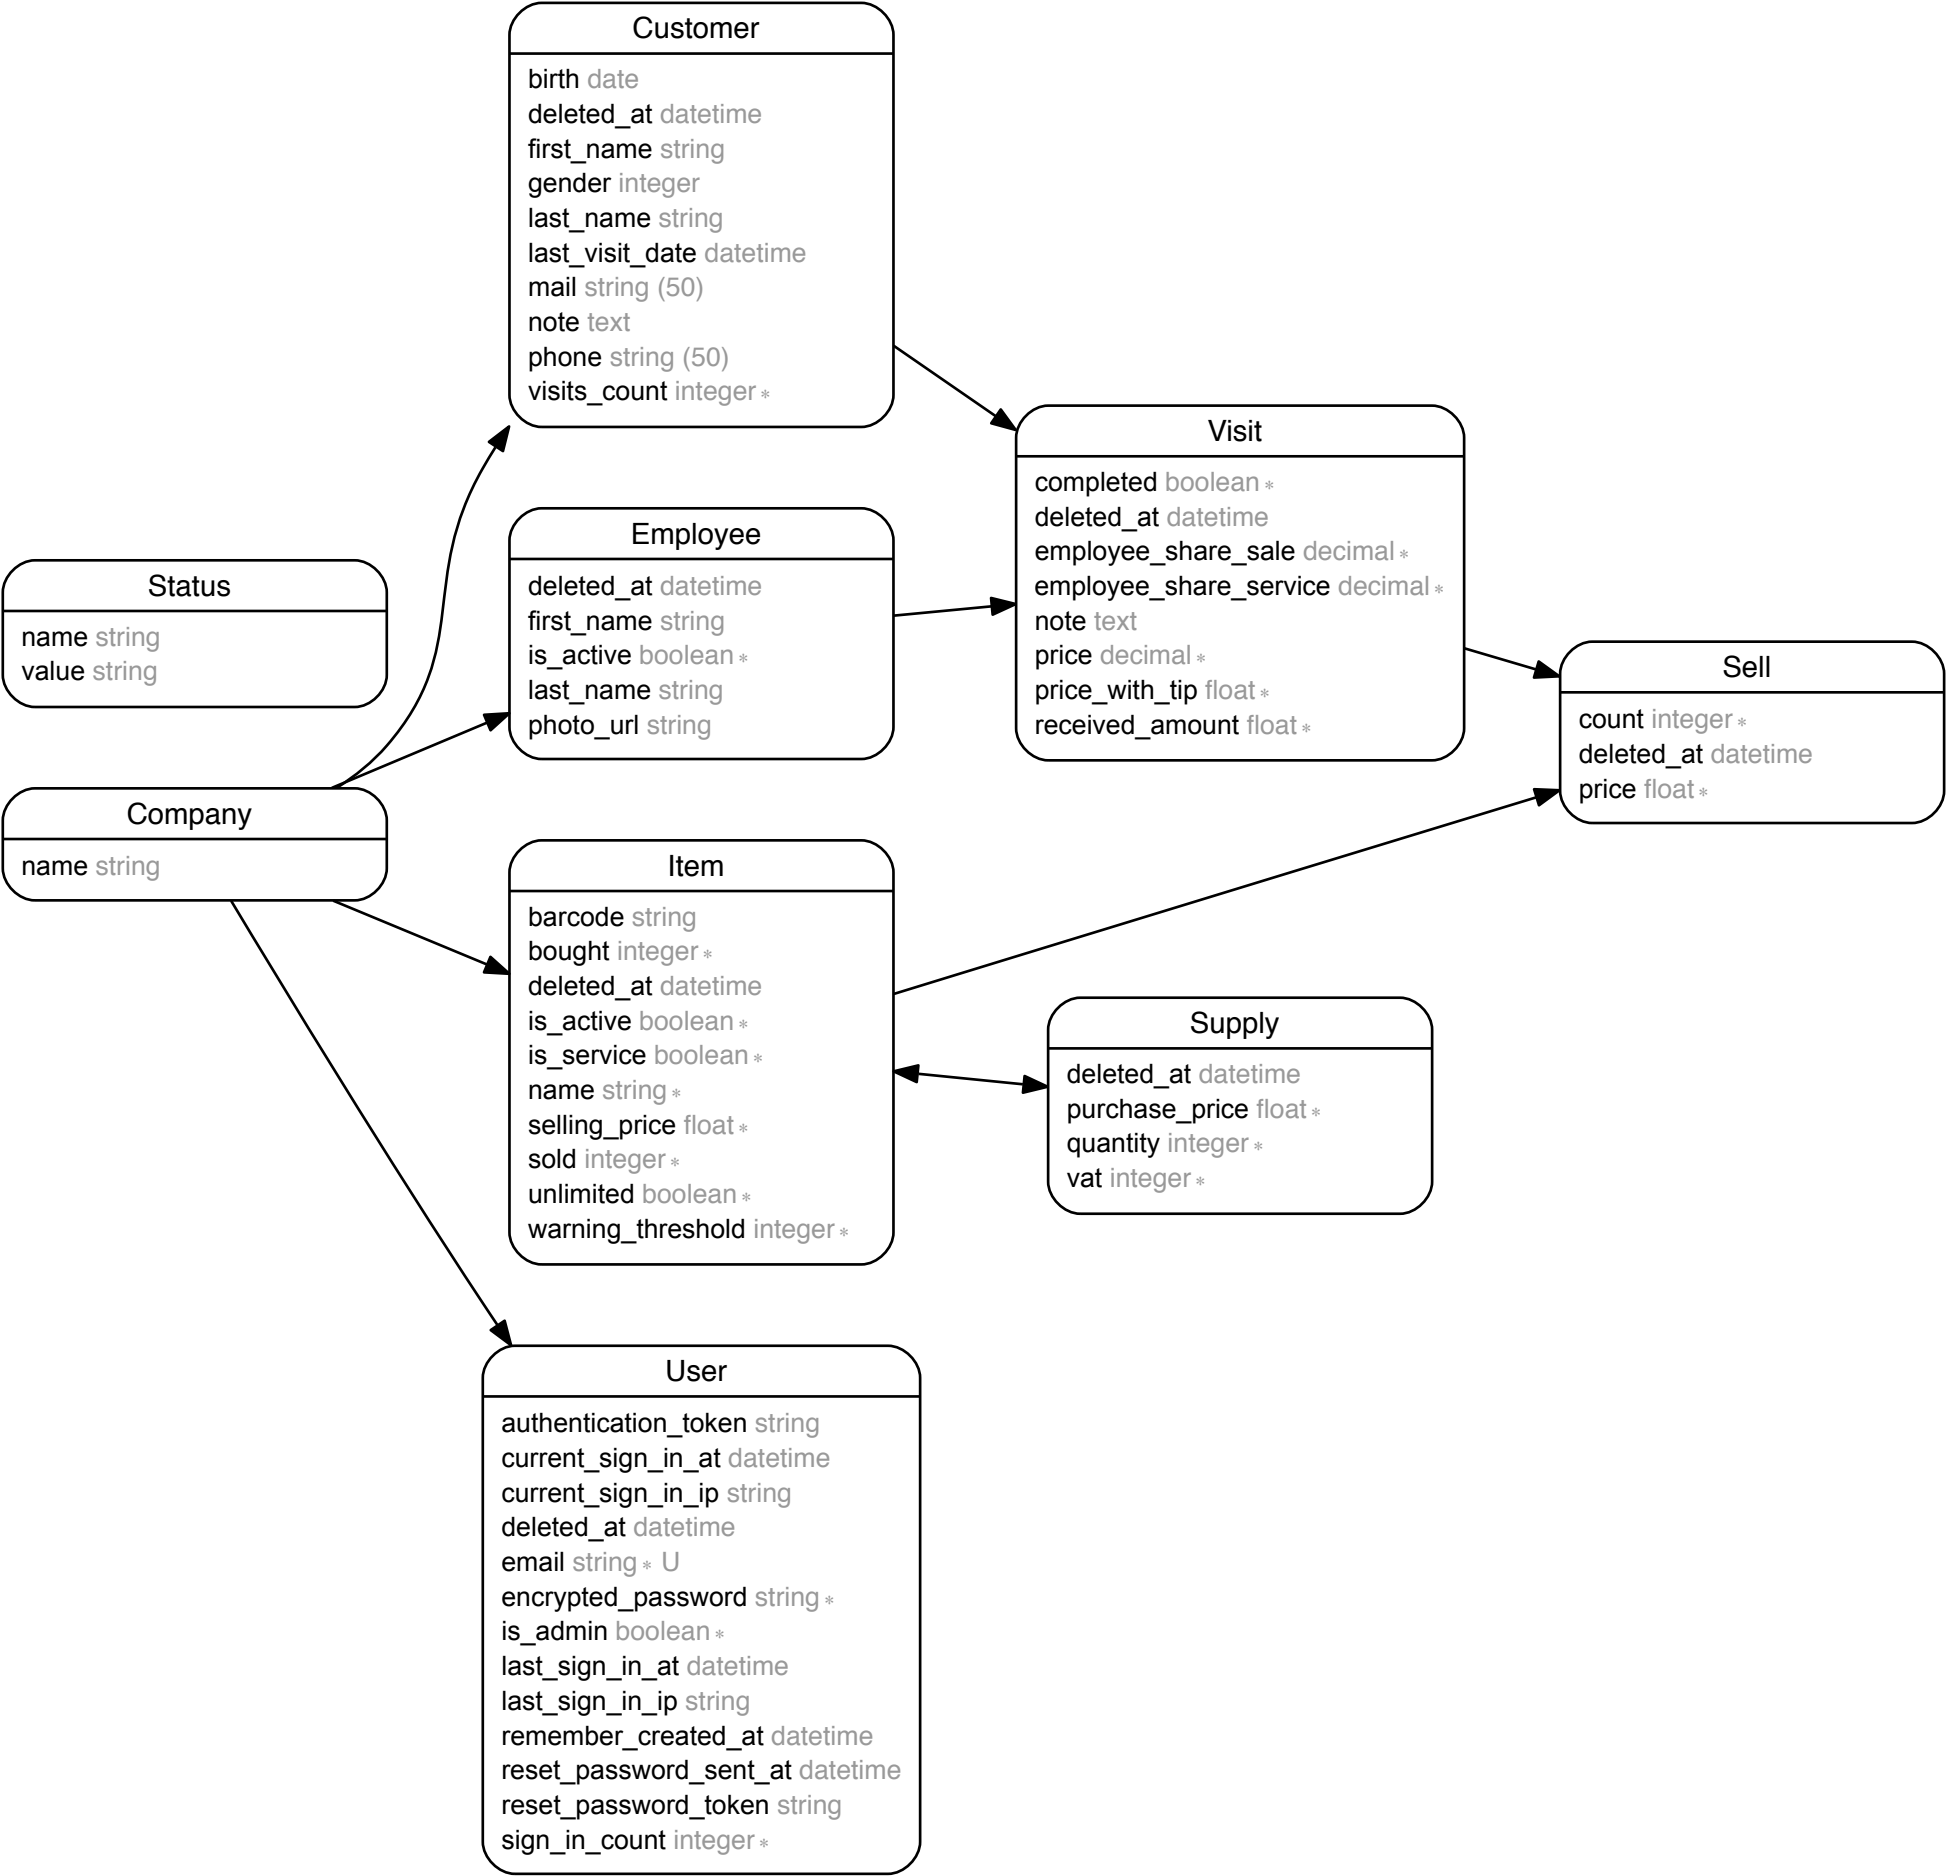 Customer
birth date
deleted_at datetime
first_name string
gender integer
last_name string
last_visit_date datetime
mail string (50)
note text
phone string (50)
visits_count integer ∗
Visit
completed boolean ∗
deleted_at datetime
employee_share_sale decimal ∗
employee_share_service decimal ∗
note text
price decimal ∗
price_with_tip float ∗
received_amount float ∗
Employee
deleted_at datetime
first_name string
is_active boolean ∗
last_name string
photo_url string
Status
name string
value string
Sell
count integer ∗
deleted_at datetime
price float ∗
Company
name string
Item
barcode string
bought integer ∗
deleted_at datetime
is_active boolean ∗
is_service boolean ∗
name string ∗
selling_price float ∗
sold integer ∗
unlimited boolean ∗
warning_threshold integer ∗
Supply
deleted_at datetime
purchase_price float ∗
quantity integer ∗
vat integer ∗
User
authentication_token string
current_sign_in_at datetime
current_sign_in_ip string
deleted_at datetime
email string ∗ U
encrypted_password string ∗
is_admin boolean ∗
last_sign_in_at datetime
last_sign_in_ip string
remember_created_at datetime
reset_password_sent_at datetime
reset_password_token string
sign_in_count integer ∗